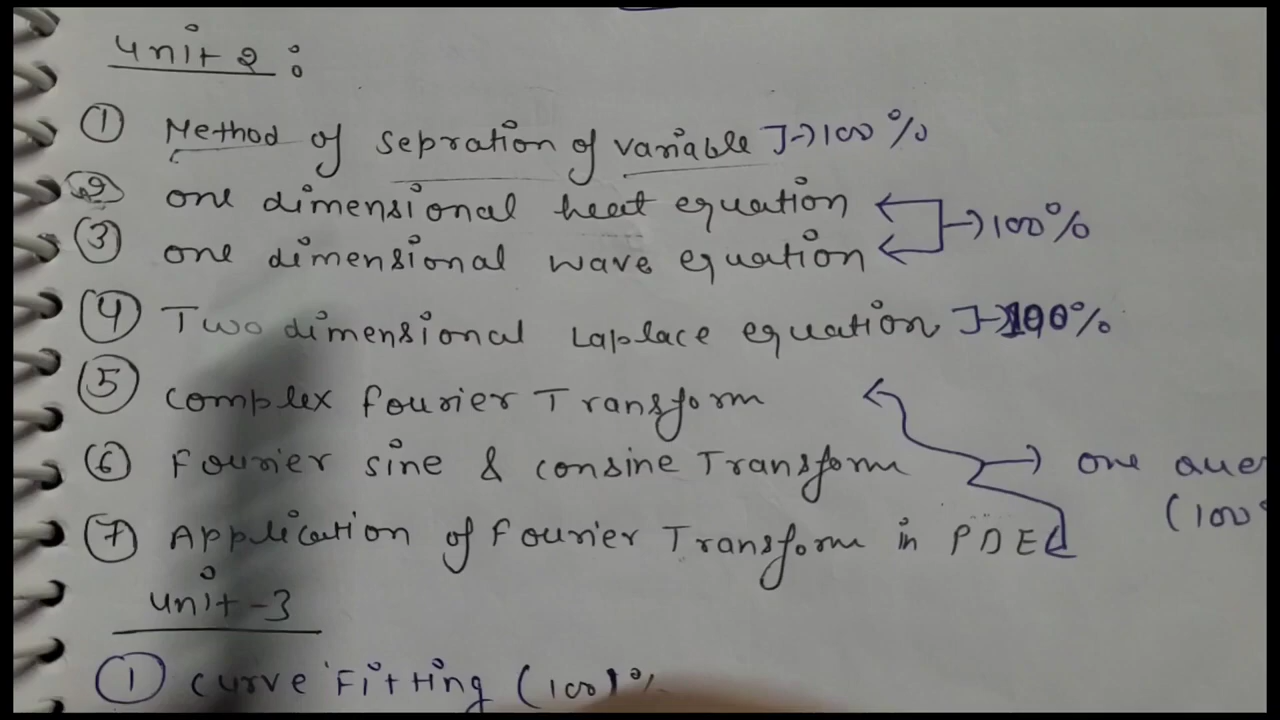 Unit 2 :
① Method of sepration of variable ]→100%
② one dimensional heat equation
→100%
③ one dimensional wave equation
④ Two dimensional Laplace equation ]→100%
⑤ complex fourier Transform
⑥ Fourier sine & consine Transform → one
⑦ Application of Fourier Transform in PDE
(100
Unit-3
① Curve Fitting (100)%